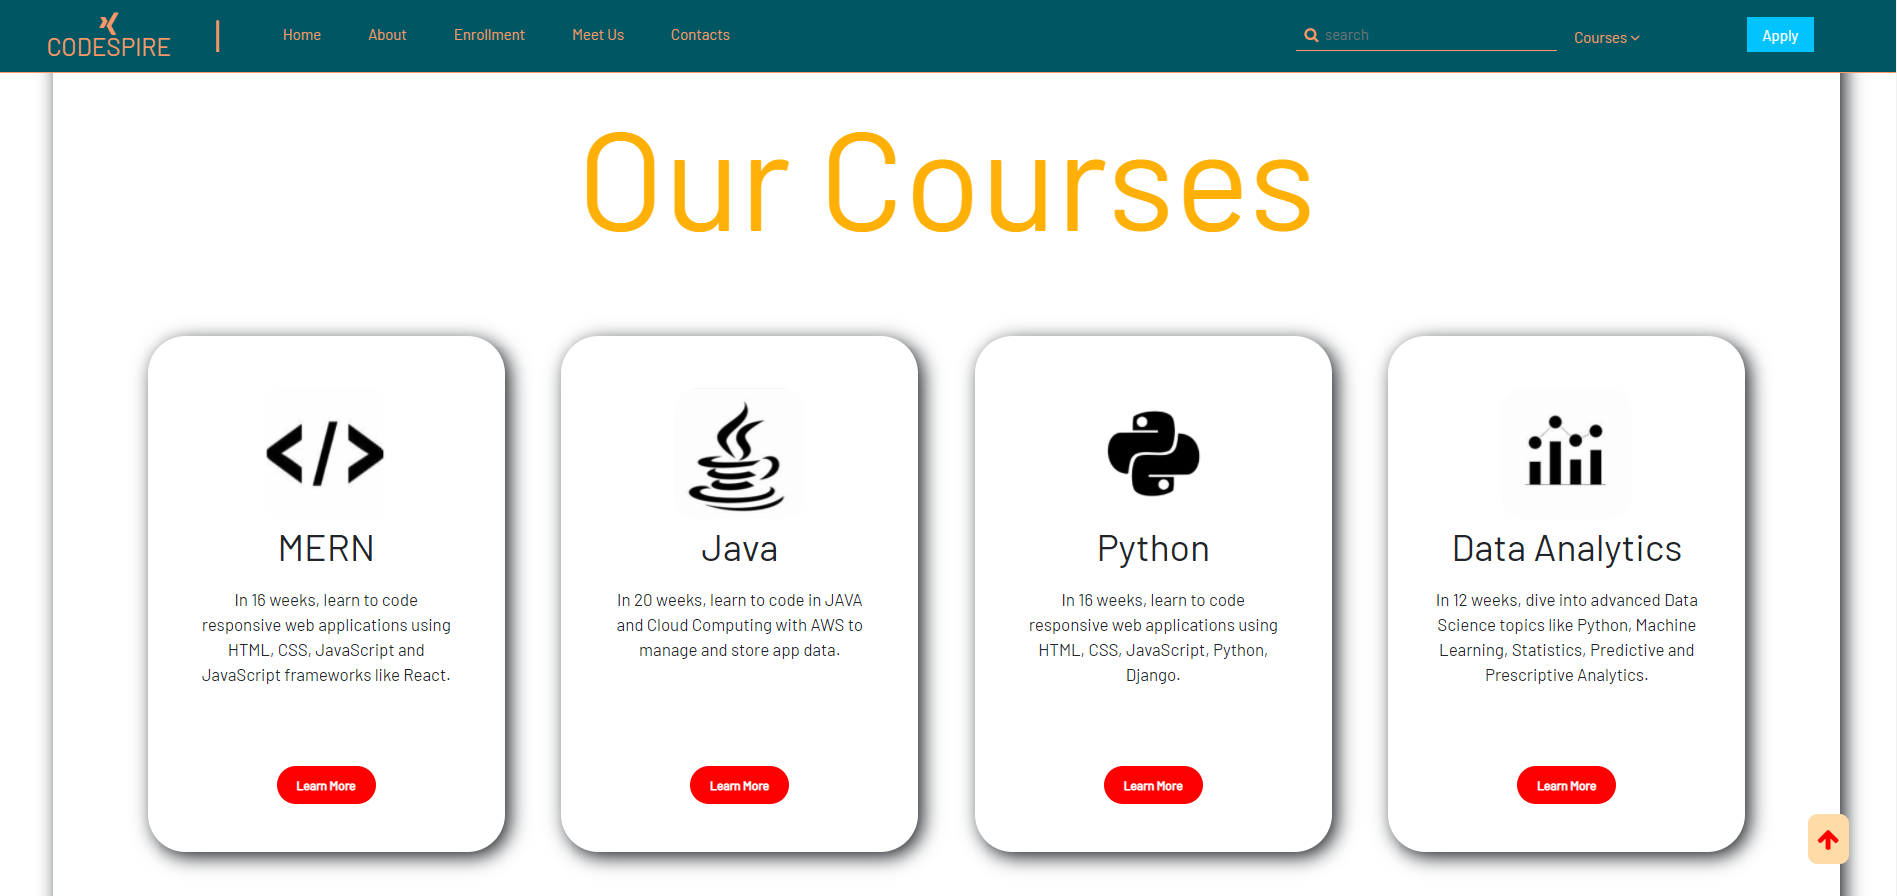 CODESPIRE
Home About Enrollment Meet Us Contacts search Courses Apply
Our Courses
</>
MERN
In 16 weeks, learn to code
responsive web applications using
HTML, CSS, JavaScript and
JavaScript frameworks like React.
Learn More
Java
In 20 weeks, learn to code in JAVA
and Cloud Computing with AWS to
manage and store app data.
Learn More
Python
In 16 weeks, learn to code
responsive web applications using
HTML, CSS, JavaScript, Python,
Django.
Learn More
Data Analytics
In 12 weeks, dive into advanced Data
Science topics like Python, Machine
Learning, Statistics, Predictive and
Prescriptive Analytics.
Learn More